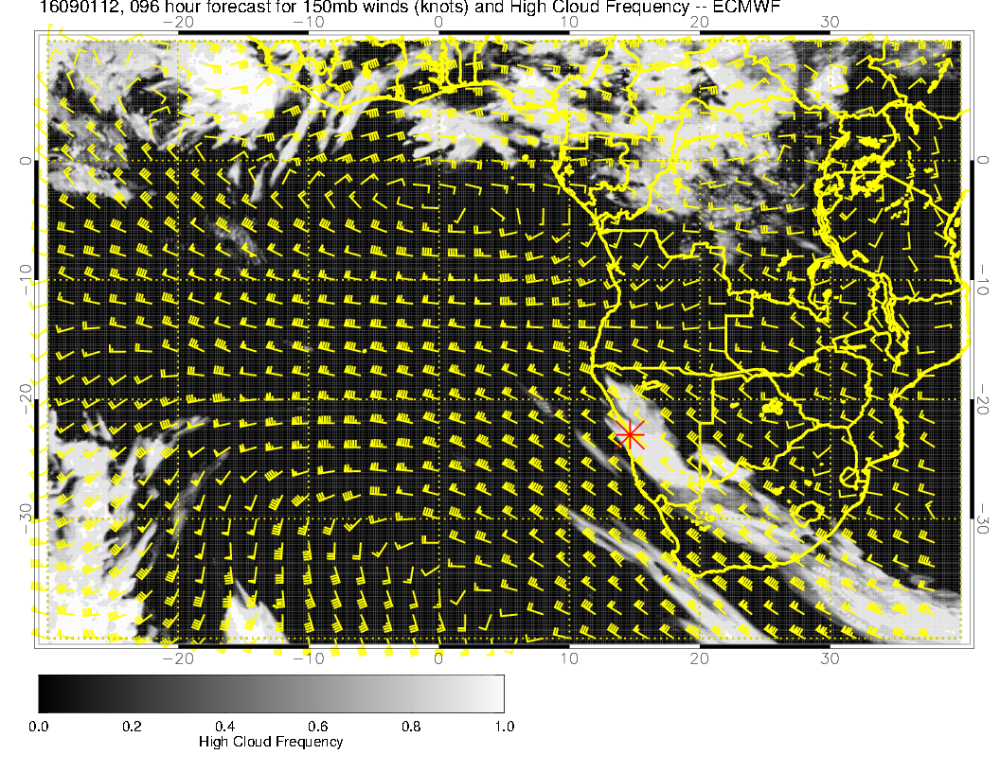 16090112, 096 hour forecast for 150mb winds (knots) and High Cloud Frequency -- ECMWF
−20 −10 0 10 20 30
0 0
−10 −10
−20 −20
−30 −30
−20 −10 0 10 20 30
0.0 0.2 0.4 0.6 0.8 1.0
High Cloud Frequency